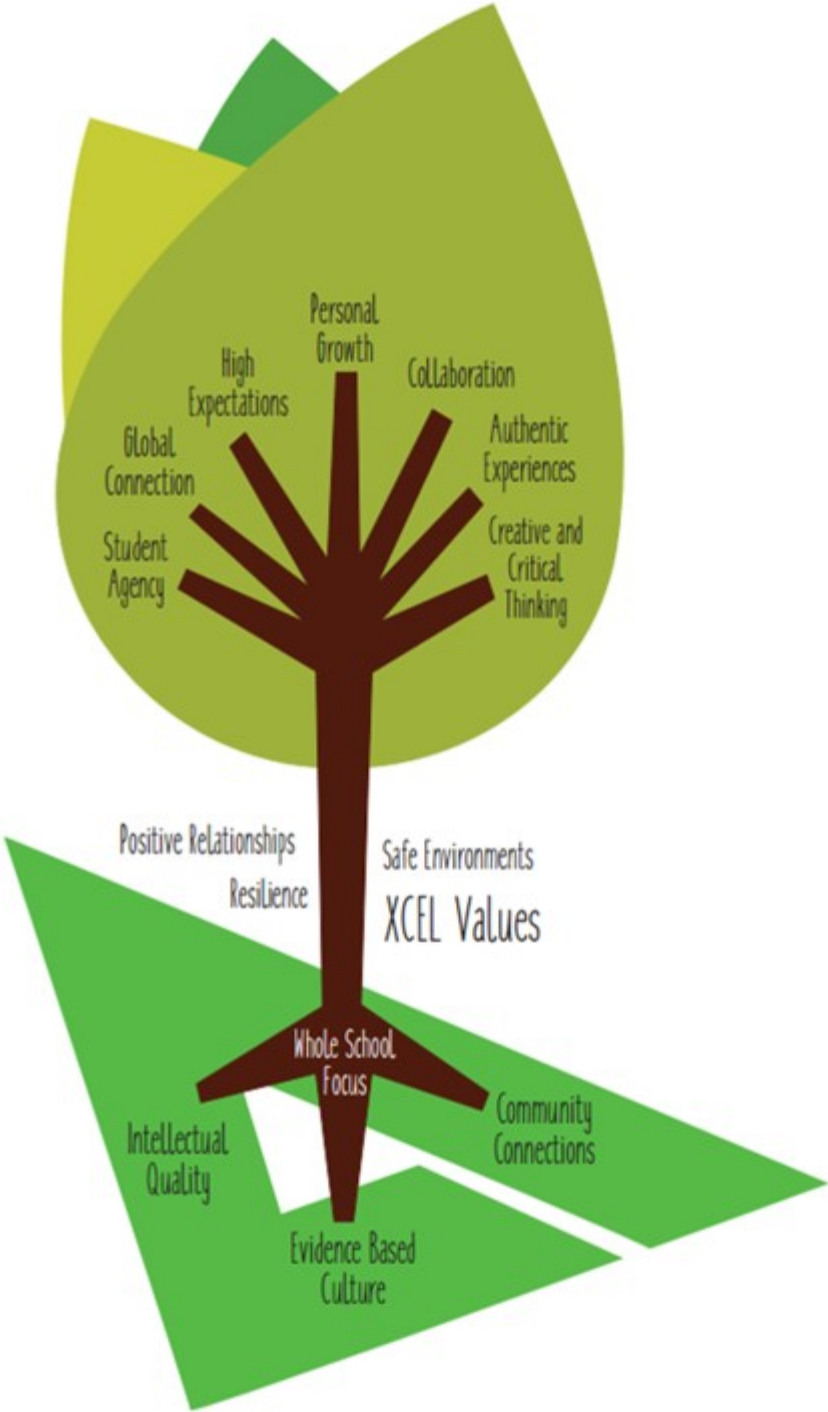 Personal
Growth
High
Expectations
Collaboration
Global
Connection
Authentic
Experiences
Student
Agency
Creative and
Critical
Thinking
Positive Relationships
Resilience
Safe Environments
XCEL Values
Whole School
Focus
Intellectual
Quality
Community
Connections
Evidence Based
Culture